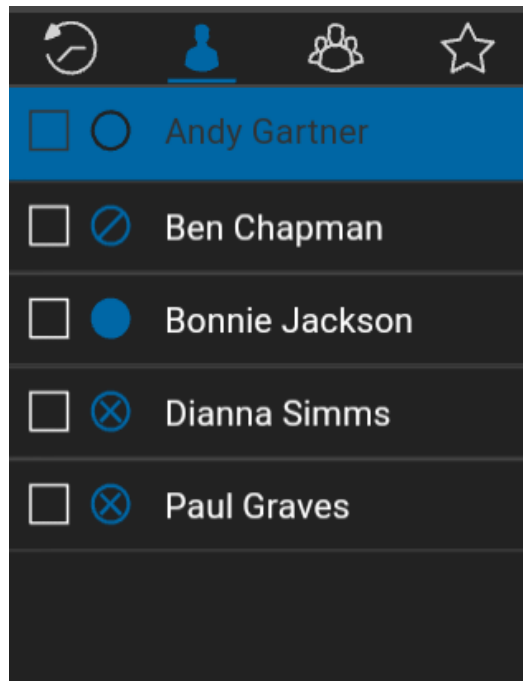 Andy Gartner
Ben Chapman
Bonnie Jackson
Dianna Simms
Paul Graves